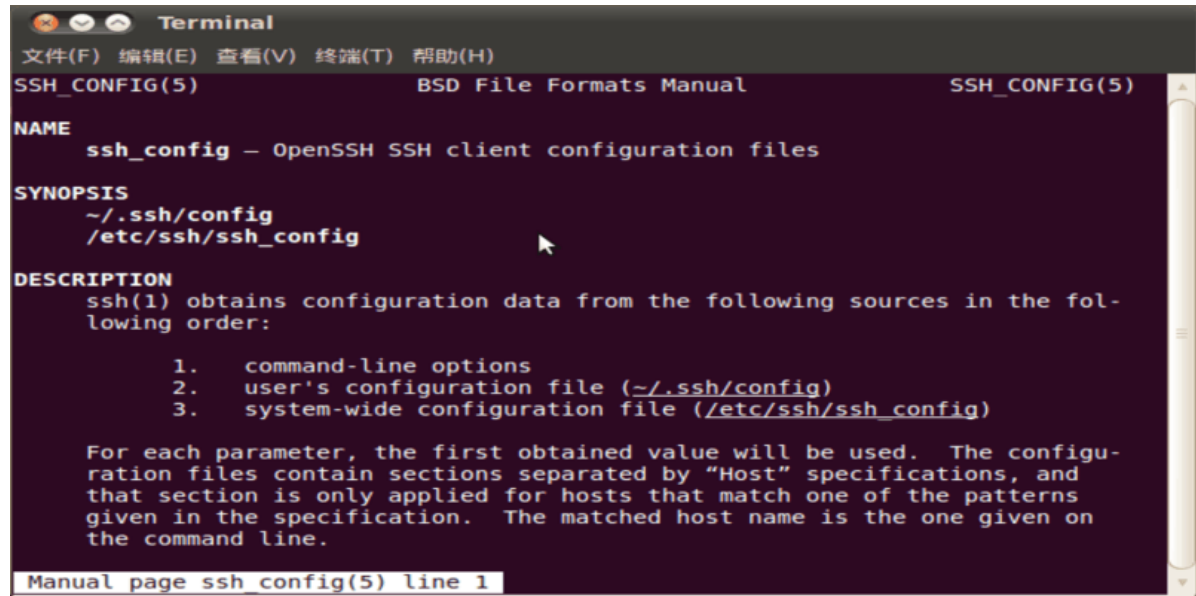 Terminal
文件(F) 编辑(E) 查看(V) 终端(T) 帮助(H)
SSH_CONFIG(5) BSD File Formats Manual SSH_CONFIG(5)
NAME
ssh_config — OpenSSH SSH client configuration files
SYNOPSIS
~/.ssh/config
/etc/ssh/ssh_config
DESCRIPTION
ssh(1) obtains configuration data from the following sources in the fol-
lowing order:
1. command-line options
2. user's configuration file (~/.ssh/config)
3. system-wide configuration file (/etc/ssh/ssh_config)
For each parameter, the first obtained value will be used. The configu-
ration files contain sections separated by “Host” specifications, and
that section is only applied for hosts that match one of the patterns
given in the specification. The matched host name is the one given on
the command line.
Manual page ssh_config(5) line 1